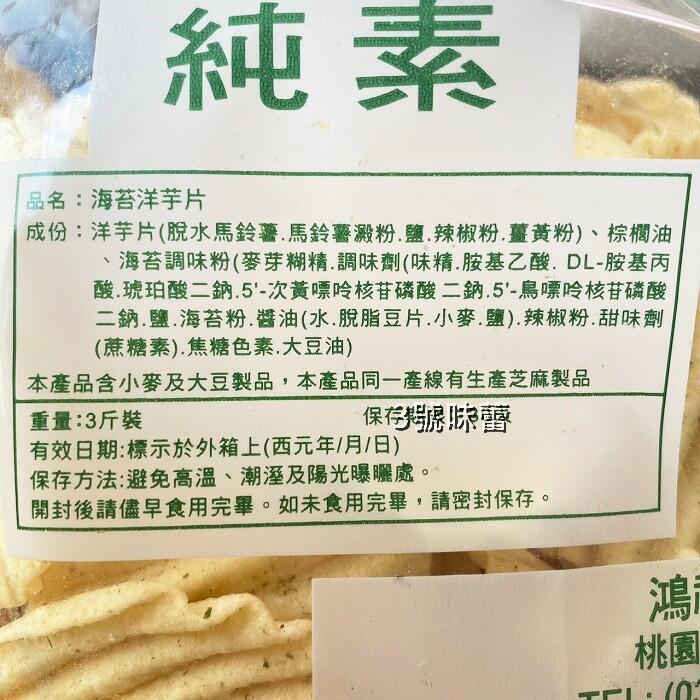 純素
品名：海苔洋芋片
成份：洋芋片(脫水馬鈴薯.馬鈴薯澱粉.鹽.辣椒粉.薑黃粉)、棕櫚油
、海苔調味粉(麥芽糊精.調味劑(味精.胺基乙酸. DL-胺基丙
酸.琥珀酸二鈉.5'-次黃嘌呤核苷磷酸二鈉.5'-鳥嘌呤核苷磷酸
二鈉.鹽.海苔粉.醬油(水.脫脂豆片.小麥.鹽).辣椒粉.甜味劑
(蔗糖素).焦糖色素.大豆油)
本產品含小麥及大豆製品，本產品同一產線有生產芝麻製品
重量:3斤裝 保存
3號味蕾
有效日期:標示於外箱上(西元年/月/日)
保存方法:避免高溫、潮溼及陽光曝曬處。
開封後請儘早食用完畢。如未食用完畢，請密封保存。
鴻
桃園
TEL:(0